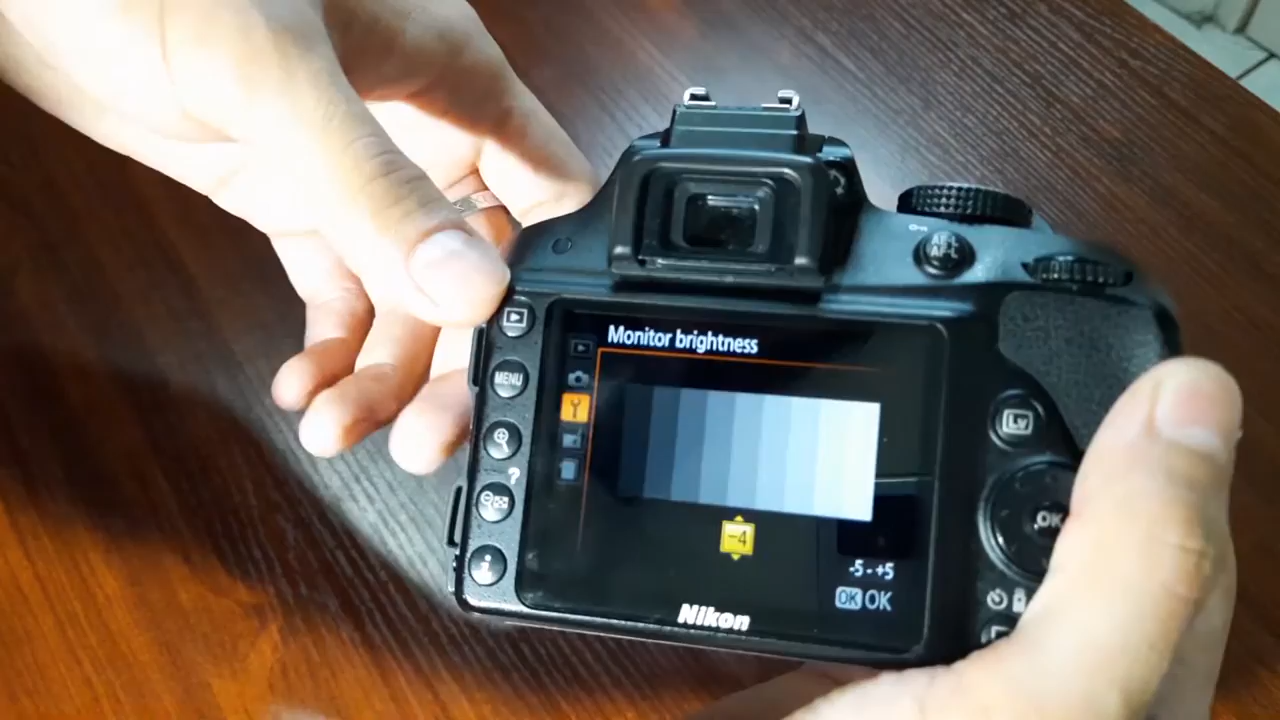 AE-L
AF-L
Monitor brightness
MENU
Lv
?
-4
OK
-5 - +5
OK OK
i
Nikon